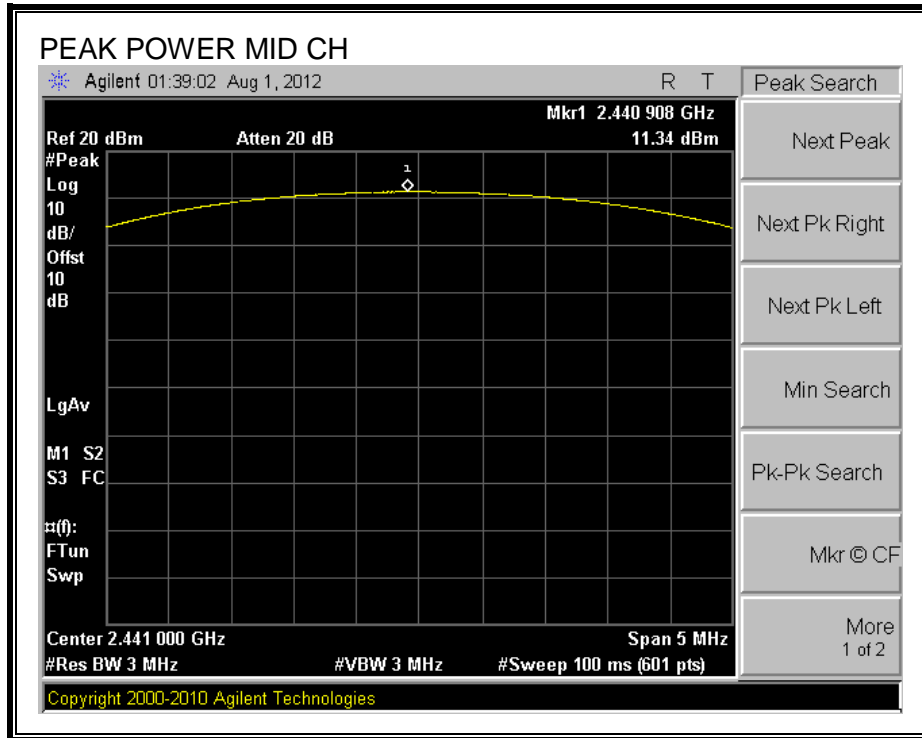 PEAK POWER MID CH
Agilent 01:39:02 Aug 1, 2012
R T
Peak Search
Mkr1 2.440 908 GHz
Ref 20 dBm
Atten 20 dB
11.34 dBm
#Peak
Log
10
dB/
Offst
10
dB
1
LgAv
M1 S2
S3 FC
¤(f):
FTun
Swp
Center 2.441 000 GHz
Span 5 MHz
#Res BW 3 MHz
#VBW 3 MHz
#Sweep 100 ms (601 pts)
Copyright 2000-2010 Agilent Technologies
Next Peak
Next Pk Right
Next Pk Left
Min Search
Pk-Pk Search
Mkr © CF
More
1 of 2